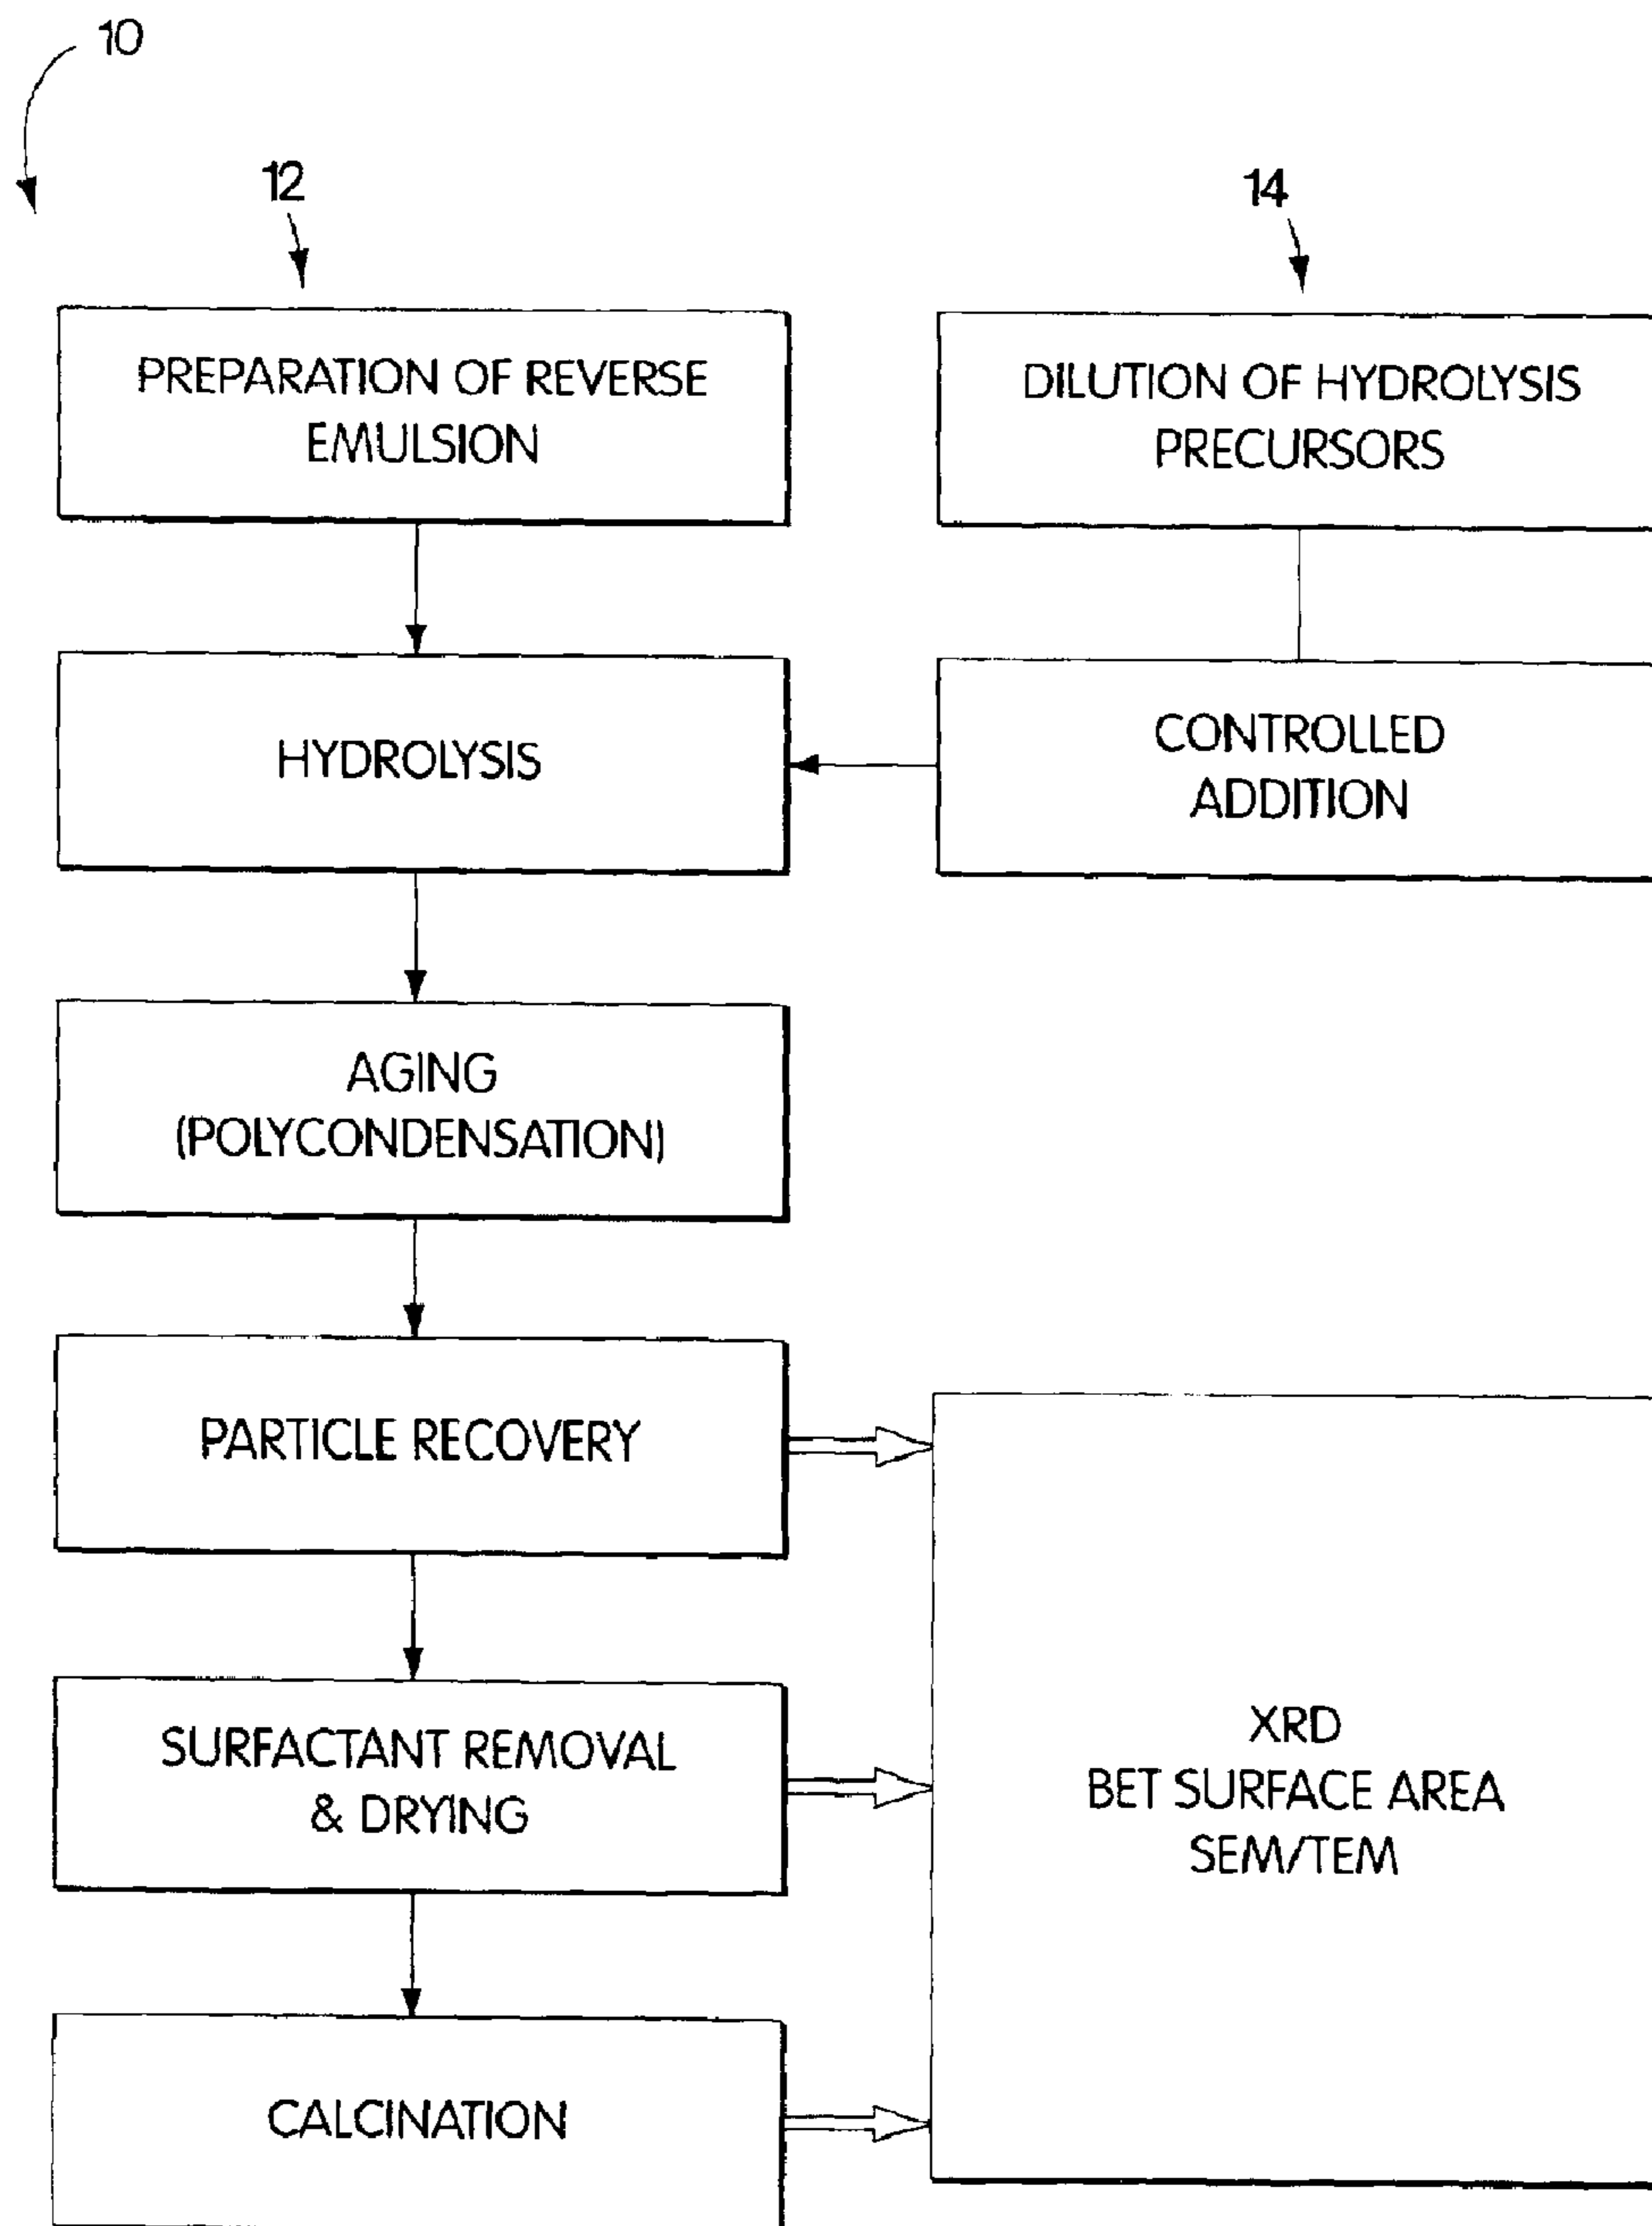 10
12
14
PREPARATION OF REVERSE
EMULSION
DILUTION OF HYDROLYSIS
PRECURSORS
HYDROLYSIS
CONTROLLED
ADDITION
AGING
(POLYCONDENSATION)
PARTICLE RECOVERY
SURFACTANT REMOVAL
& DRYING
XRD
BET SURFACE AREA
SEM/TEM
CALCINATION